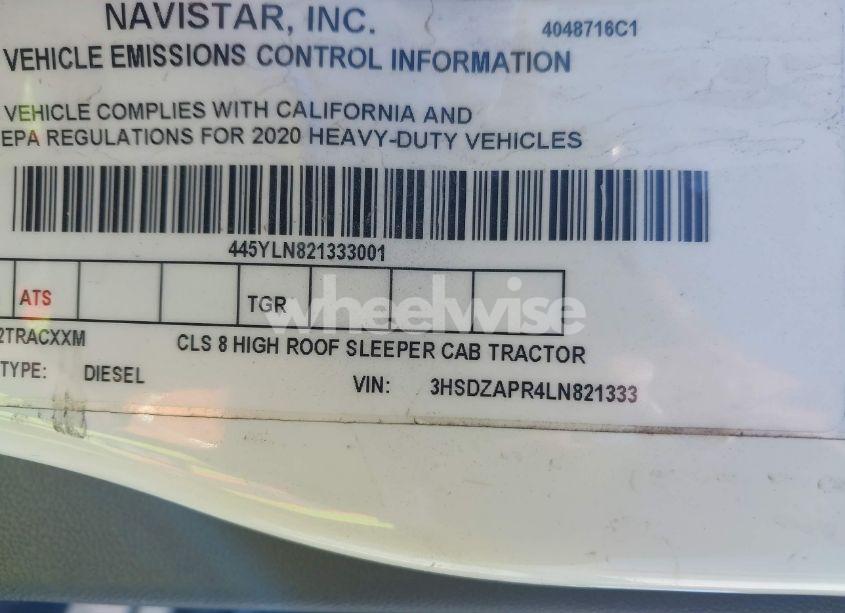 NAVISTAR, INC.
4048716C1
VEHICLE EMISSIONS CONTROL INFORMATION
VEHICLE COMPLIES WITH CALIFORNIA AND
EPA REGULATIONS FOR 2020 HEAVY-DUTY VEHICLES
445YLN821333001
ATS TGR
wheelwise
2TRACXXM CLS 8 HIGH ROOF SLEEPER CAB TRACTOR
TYPE: DIESEL VIN: 3HSDZAPR4LN821333